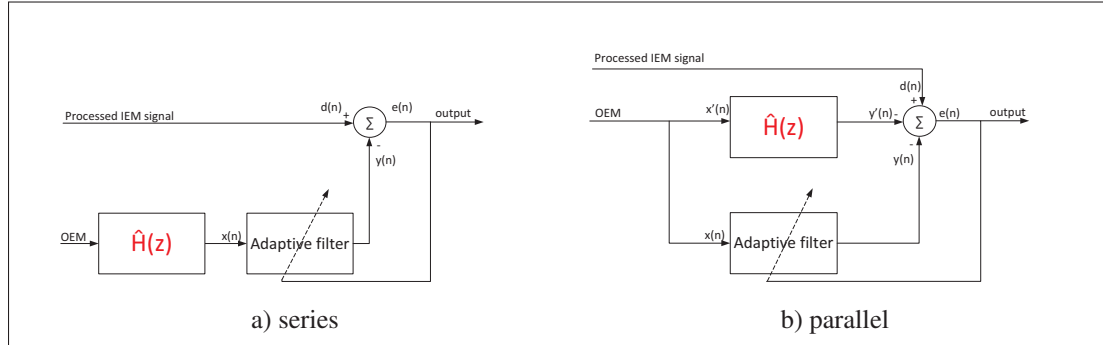 Processed IEM signal
d(n)
+
Σ
e(n)
output
-
y(n)
OEM
Ĥ(z)
x(n)
Adaptive filter
a) series
Processed IEM signal
d(n)
+
OEM
x'(n)
Ĥ(z)
y'(n)
-
Σ
e(n)
output
-
y(n)
x(n)
Adaptive filter
b) parallel